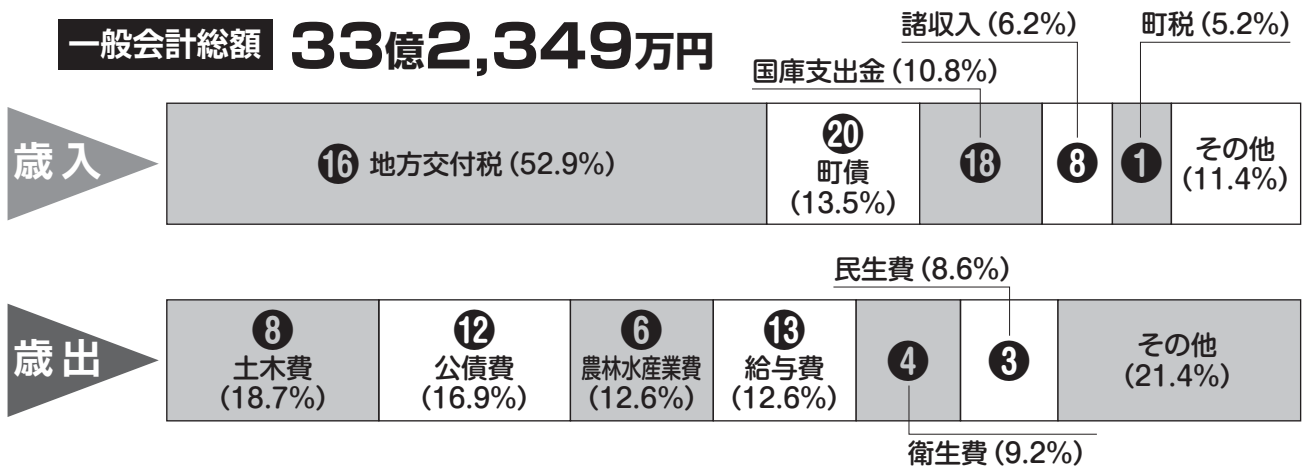 一般会計総額 33億2,349万円
諸収入(6.2%) 町税(5.2%)
国庫支出金(10.8%)
歳入
⓰ 地方交付税(52.9%)
⓴
町債
(13.5%)
⓲
❽
❶
その他
(11.4%)
民生費(8.6%)
歳出
❽
土木費
(18.7%)
⓬
公債費
(16.9%)
❻
農林水産業費
(12.6%)
⓭
給与費
(12.6%)
❹
❸
その他
(21.4%)
衛生費(9.2%)